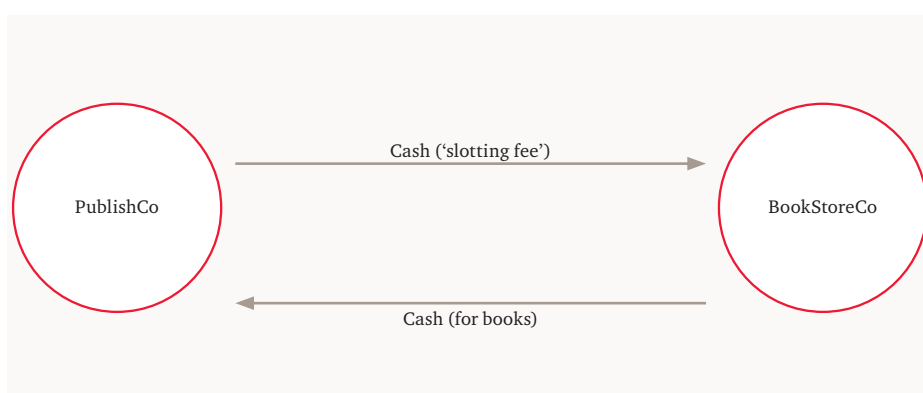 Cash (‘slotting fee’)
PublishCo
BookStoreCo
Cash (for books)